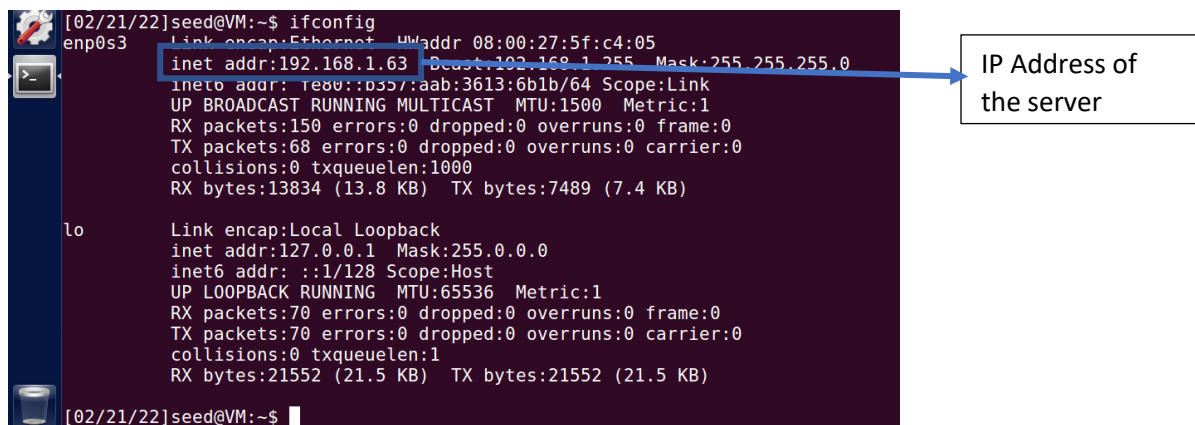 [02/21/22]seed@VM:~$ ifconfig
enp0s3 Link encap:Ethernet HWaddr 08:00:27:5f:c4:05
inet addr:192.168.1.63 Bcast:192.168.1.255 Mask:255.255.255.0
inet6 addr: fe80::b357:aab:3613:6b1b/64 Scope:Link
UP BROADCAST RUNNING MULTICAST MTU:1500 Metric:1
RX packets:150 errors:0 dropped:0 overruns:0 frame:0
TX packets:68 errors:0 dropped:0 overruns:0 carrier:0
collisions:0 txqueuelen:1000
RX bytes:13834 (13.8 KB) TX bytes:7489 (7.4 KB)
lo Link encap:Local Loopback
inet addr:127.0.0.1 Mask:255.0.0.0
inet6 addr: ::1/128 Scope:Host
UP LOOPBACK RUNNING MTU:65536 Metric:1
RX packets:70 errors:0 dropped:0 overruns:0 frame:0
TX packets:70 errors:0 dropped:0 overruns:0 carrier:0
collisions:0 txqueuelen:1
RX bytes:21552 (21.5 KB) TX bytes:21552 (21.5 KB)
[02/21/22]seed@VM:~$
IP Address of
the server